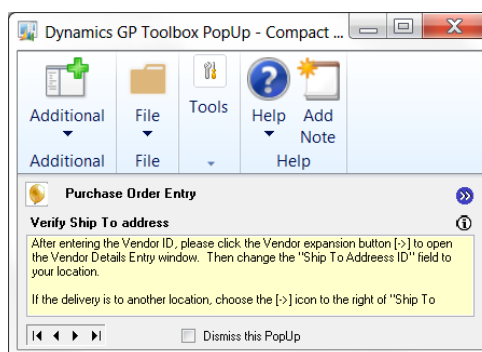 Dynamics GP Toolbox PopUp - Compact ...
Additional
File
Tools
Help
Add Note
Additional
File
Help
Purchase Order Entry
Verify Ship To address
After entering the Vendor ID, please click the Vendor expansion button [->] to open
the Vendor Details Entry window.  Then change the "Ship To Addreess ID" field to
your location.
If the delivery is to another location, choose the [->] icon to the right of "Ship To
Dismiss this PopUp